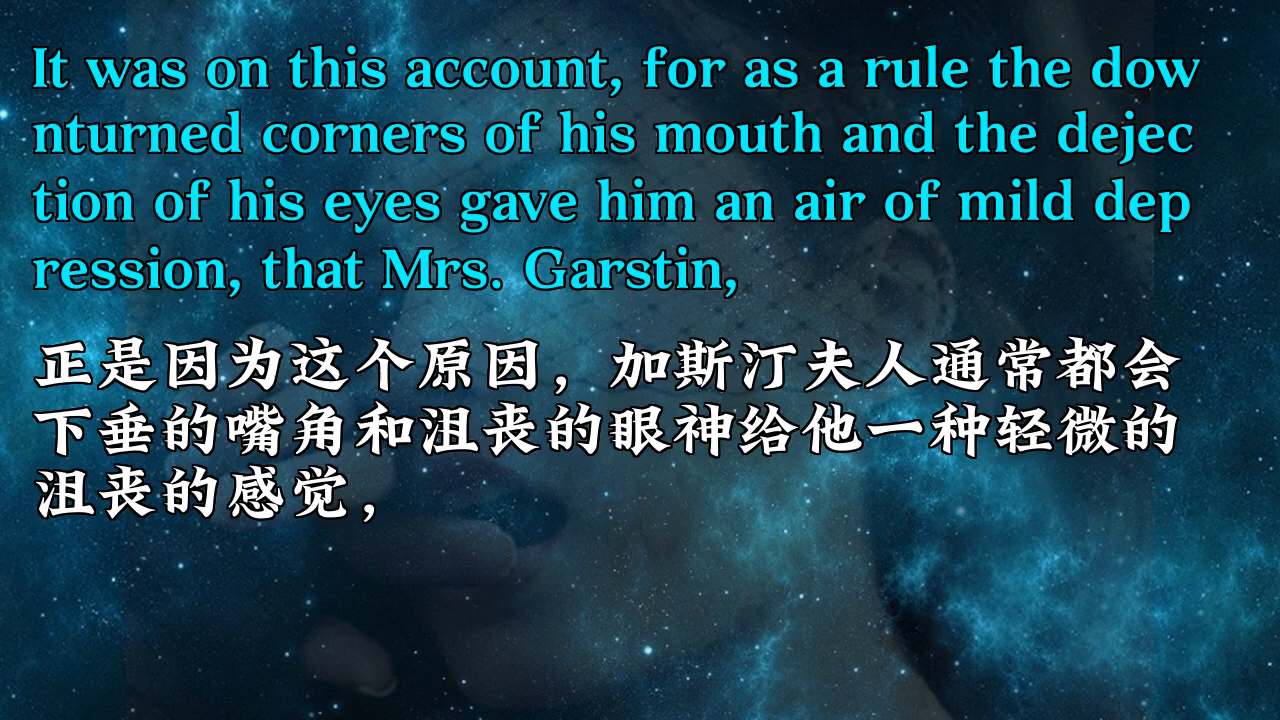 It was on this account, for as a rule the dow
nturned corners of his mouth and the dejec
tion of his eyes gave him an air of mild dep
ression, that Mrs. Garstin,
正是因为这个原因，加斯汀夫人通常都会
下垂的嘴角和沮丧的眼神给他一种轻微的
沮丧的感觉，